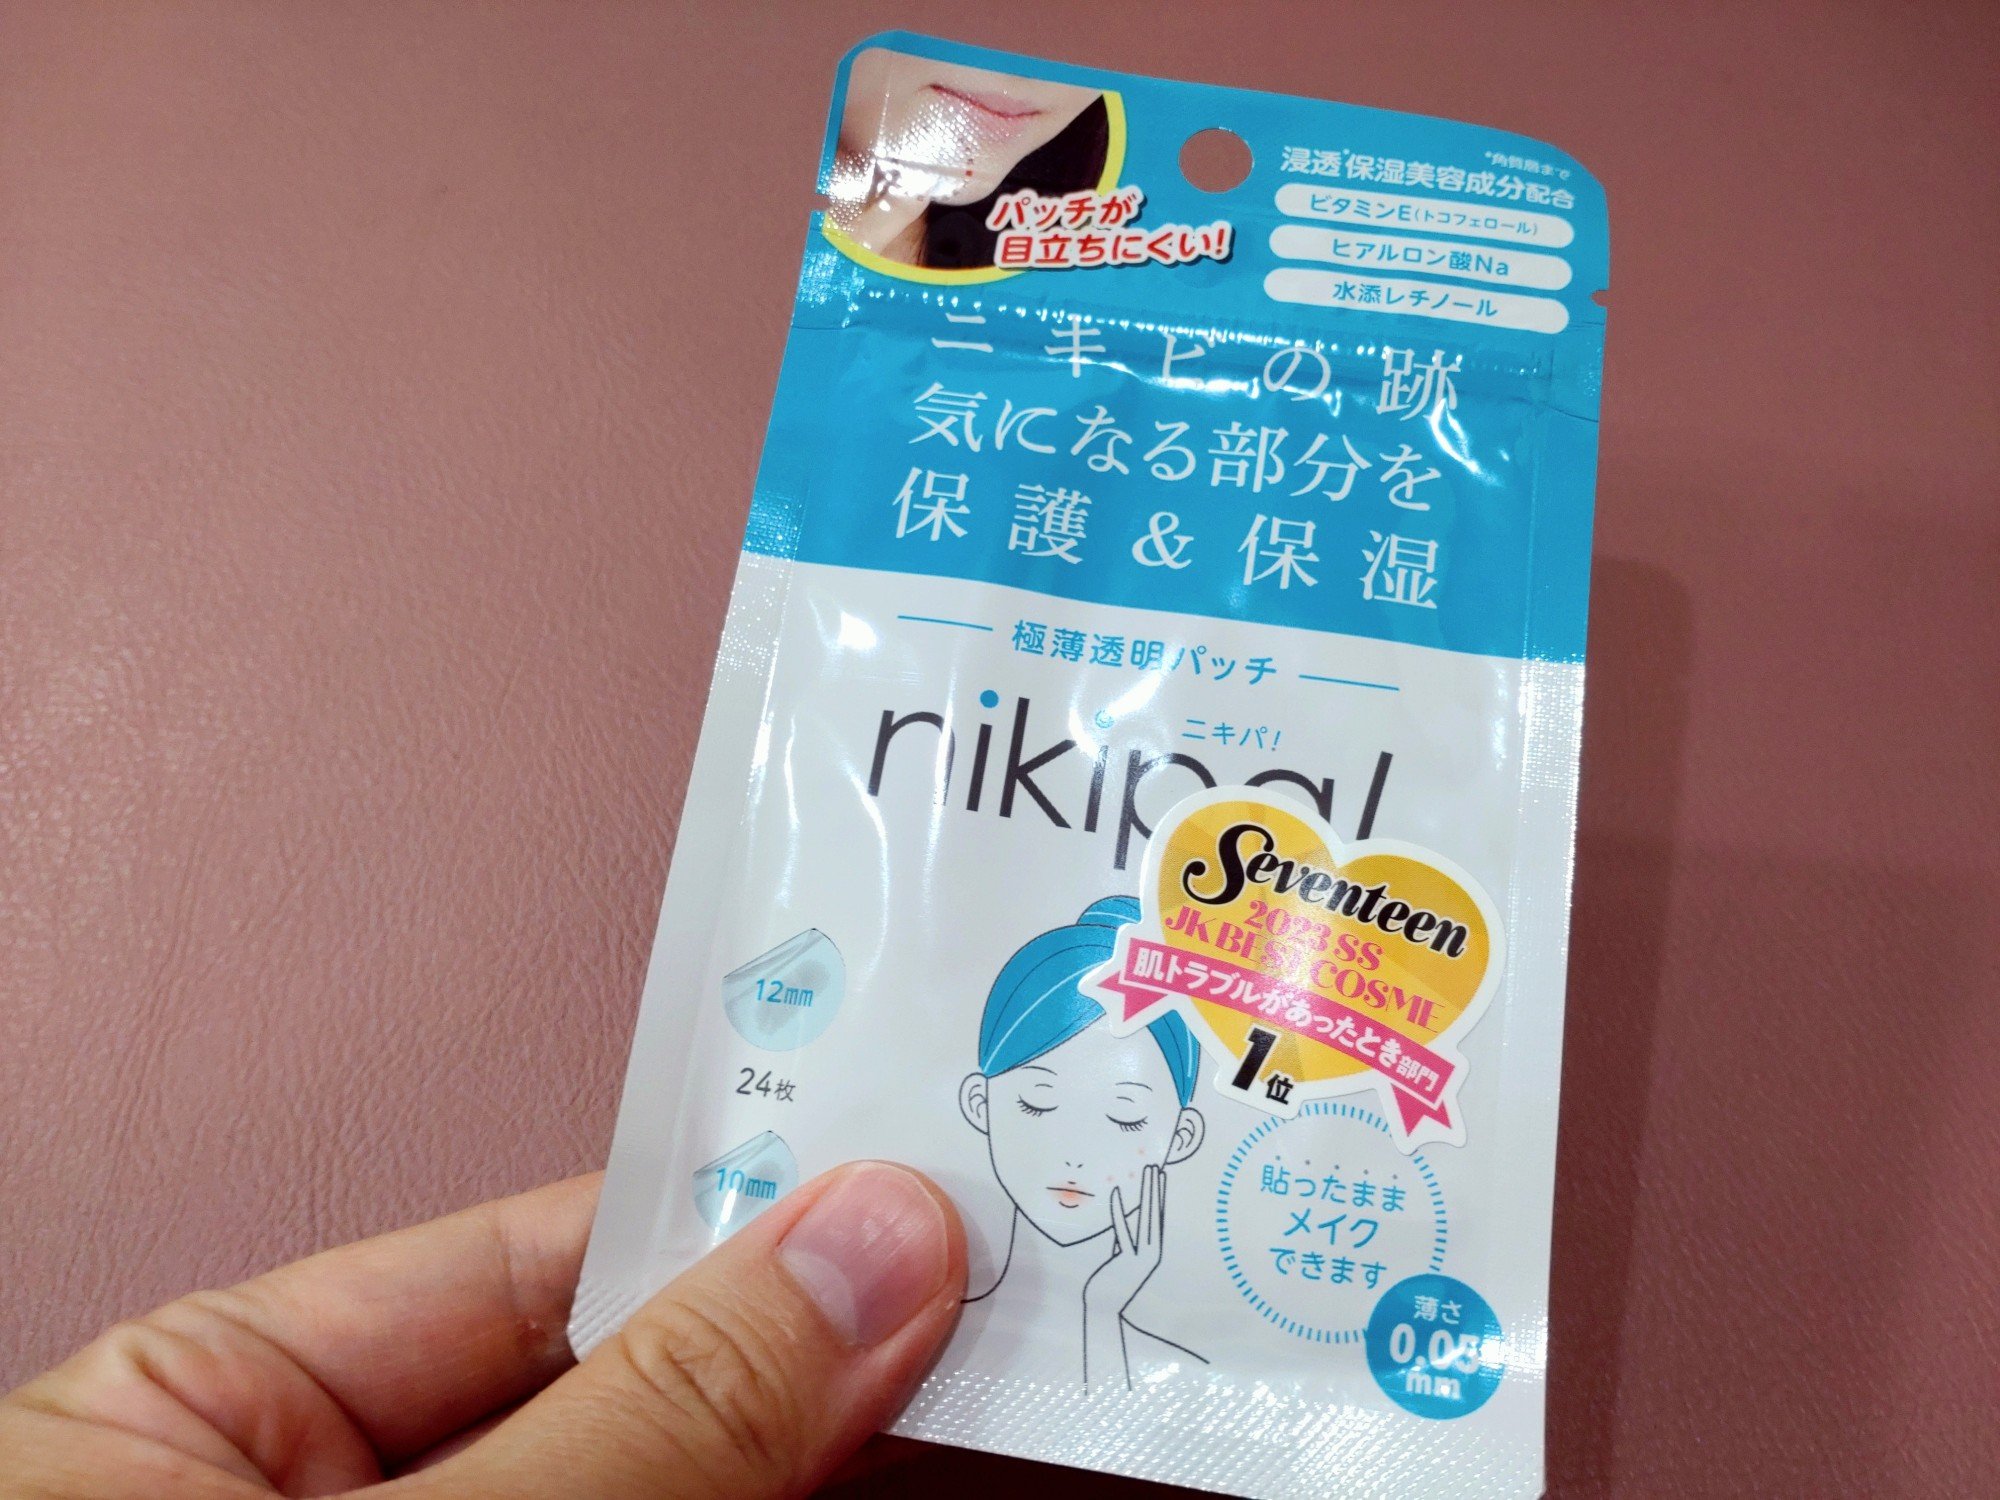 パッチが
目立ちにくい!
*角質層まで
浸透*保湿美容成分配合
ビタミンE(トコフェロール)
ヒアルロン酸Na
水添レチノール
ニキビの跡
気になる部分を
保護&保湿
極薄透明パッチ
ニキパ!
nikipa!
Seventeen
2023 SS
JK BEST COSME
肌トラブルがあったとき部門
1位
12mm
24枚
10mm
貼ったまま
メイク
できます
薄さ
0.05
mm